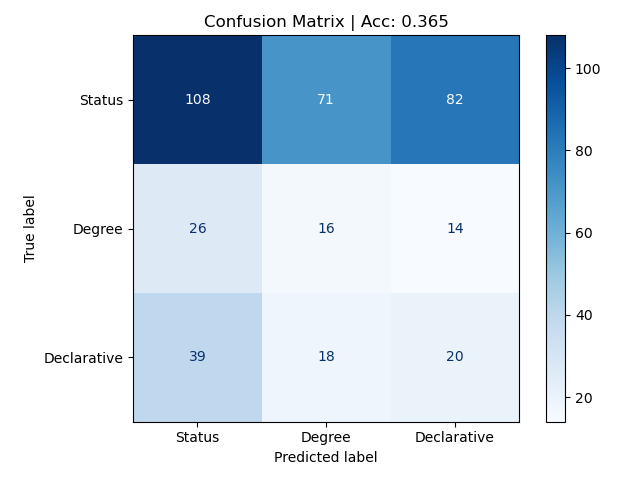 Confusion Matrix | Acc: 0.365
Status 108 71 82
Degree 26 16 14
Declarative 39 18 20
Status Degree Declarative
Predicted label
True label
100
80
60
40
20